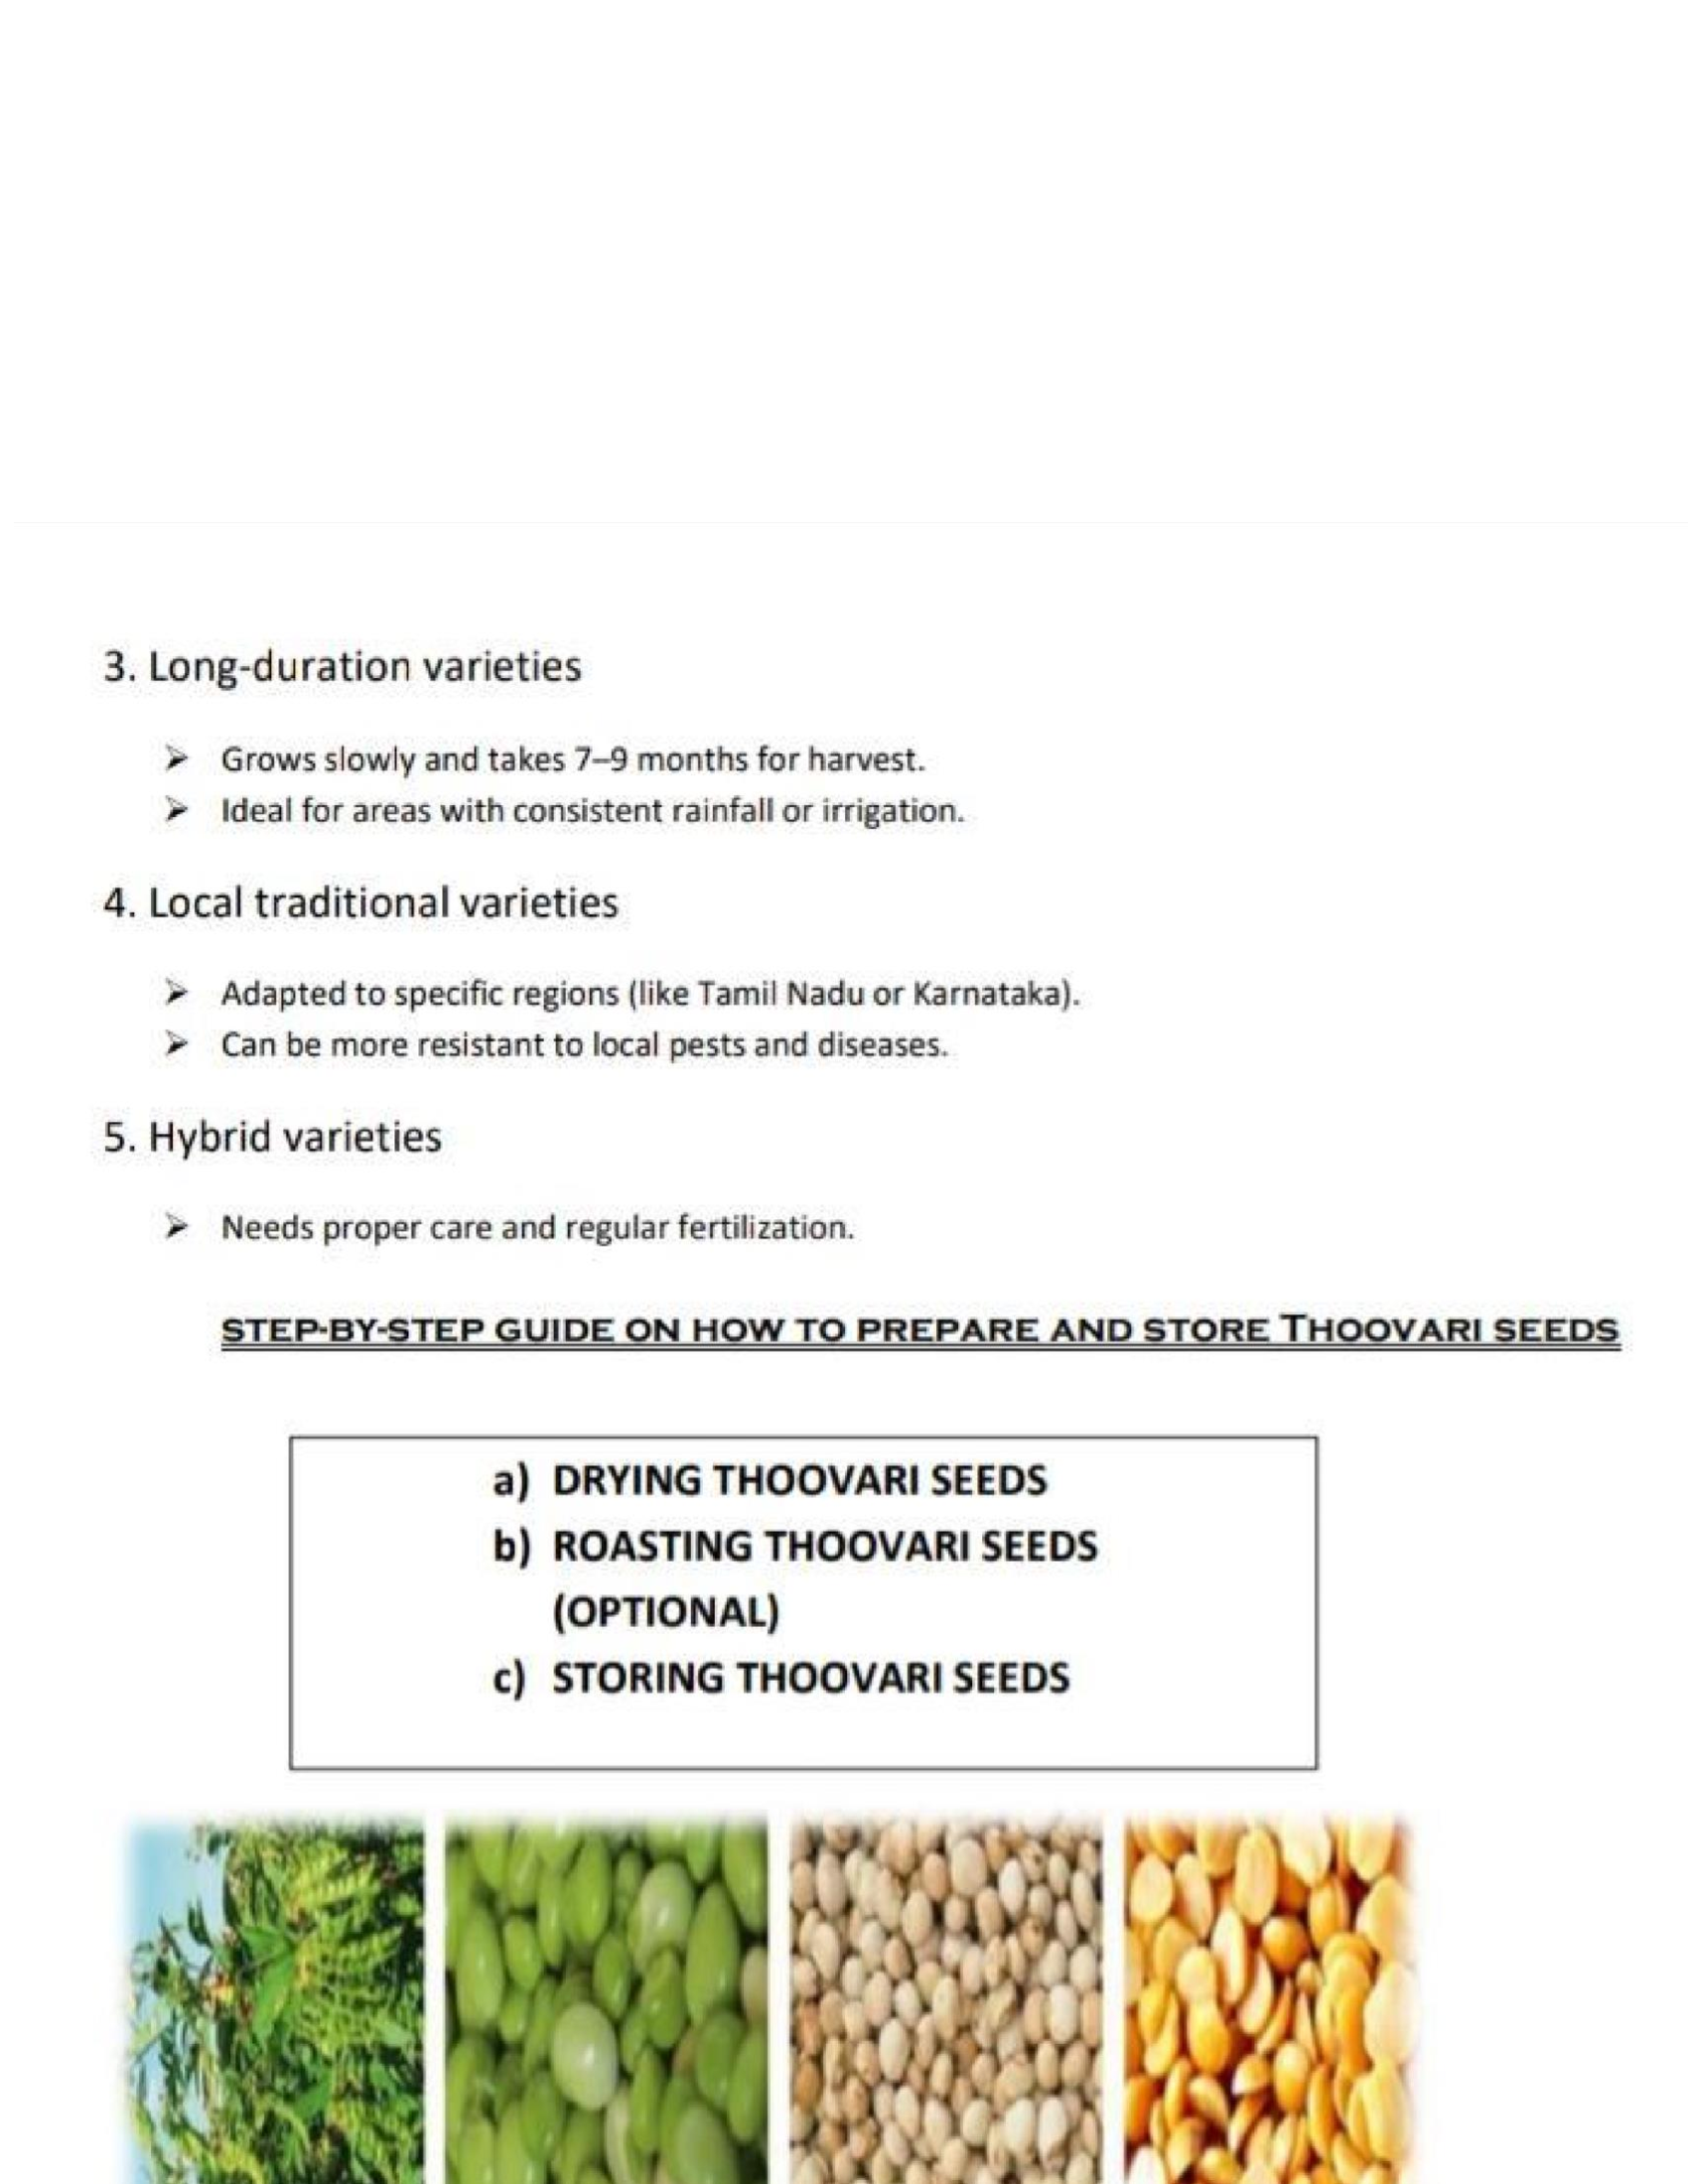 3. Long-duration varieties
➢ Grows slowly and takes 7–9 months for harvest.
➢ Ideal for areas with consistent rainfall or irrigation.
4. Local traditional varieties
➢ Adapted to specific regions (like Tamil Nadu or Karnataka).
➢ Can be more resistant to local pests and diseases.
5. Hybrid varieties
➢ Needs proper care and regular fertilization.
STEP-BY-STEP GUIDE ON HOW TO PREPARE AND STORE THOOVARI SEEDS
a) DRYING THOOVARI SEEDS
b) ROASTING THOOVARI SEEDS
(OPTIONAL)
c) STORING THOOVARI SEEDS